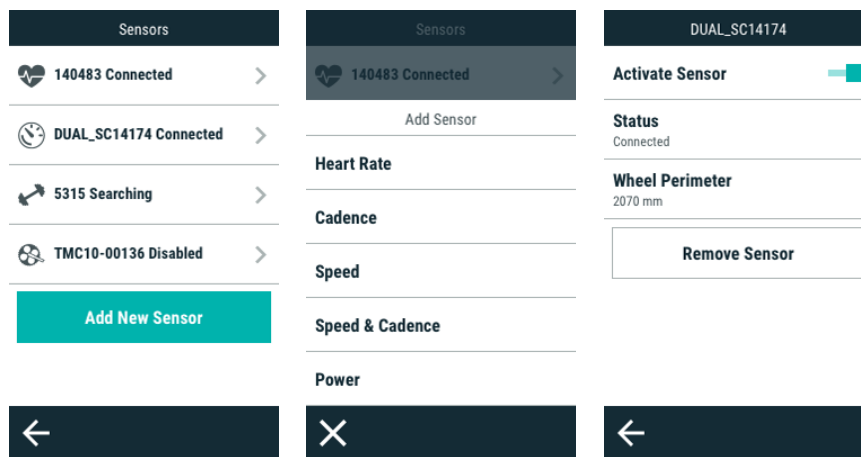 Sensors
140483 Connected
DUAL_SC14174 Connected
5315 Searching
TMC10-00136 Disabled
Add New Sensor
Sensors
140483 Connected
Add Sensor
Heart Rate
Cadence
Speed
Speed & Cadence
Power
DUAL_SC14174
Activate Sensor
Status
Connected
Wheel Perimeter
2070 mm
Remove Sensor